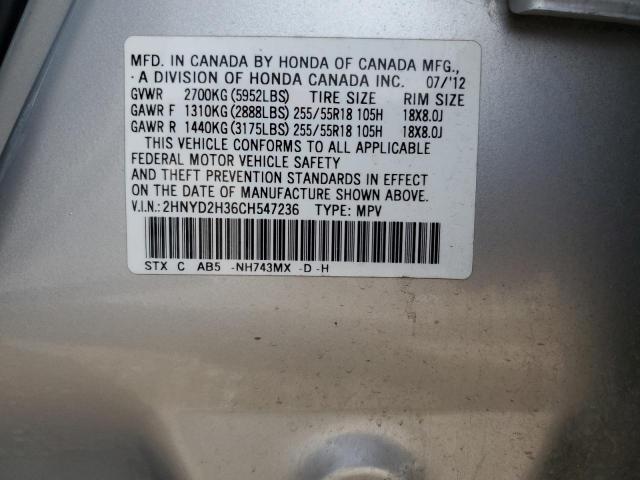 MFD. IN CANADA BY HONDA OF CANADA MFG.,
A DIVISION OF HONDA CANADA INC. 07/'12
GVWR 2700KG(5952LBS) TIRE SIZE RIM SIZE
GAWR F 1310KG(2888LBS) 255/55R18 105H 18X8.0J
GAWR R 1440KG(3175LBS) 255/55R18 105H 18X8.0J
THIS VEHICLE CONFORMS TO ALL APPLICABLE
FEDERAL MOTOR VEHICLE SAFETY
AND THEFT PREVENTION STANDARDS IN EFFECT
ON THE DATE OF MANUFACTURE SHOWN ABOVE.
V.I.N.: 2HNYD2H36CH547236 TYPE: MPV
STX C AB5 -NH743MX -D -H